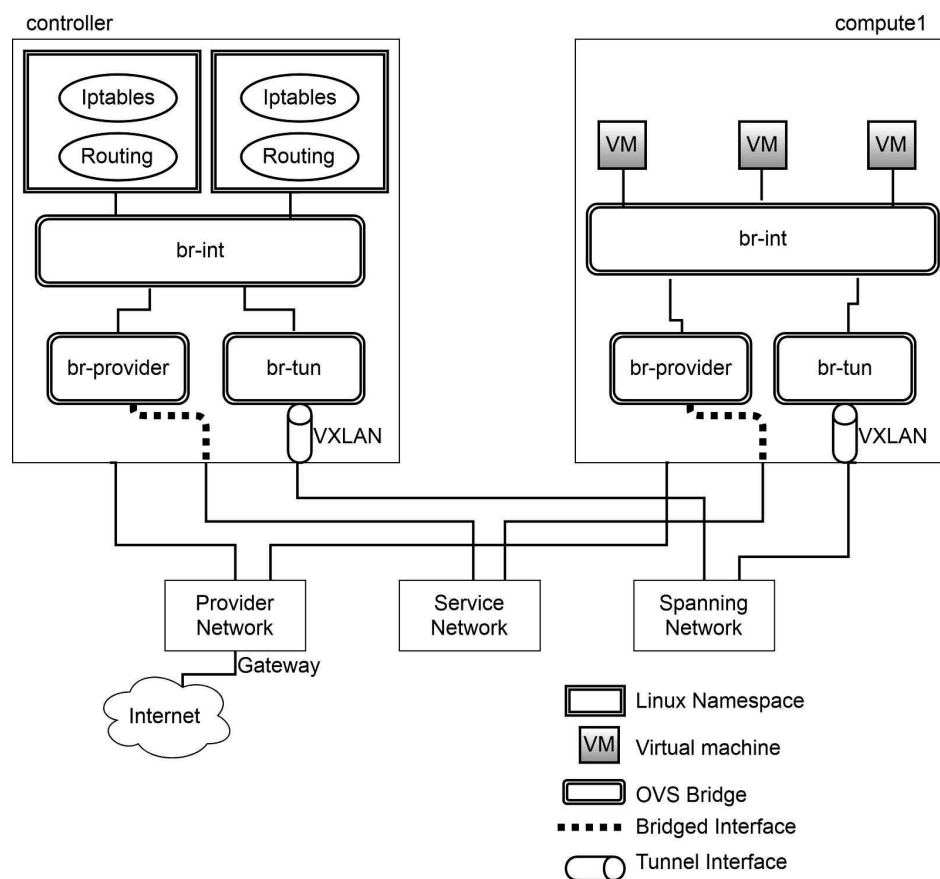 controller
compute1
Iptables
Routing
Iptables
Routing
VM
VM
VM
br-int
br-int
br-provider
br-tun
br-provider
br-tun
VXLAN
VXLAN
Provider
Network
Service
Network
Spanning
Network
Gateway
Internet
Linux Namespace
VM
Virtual machine
OVS Bridge
Bridged Interface
Tunnel Interface